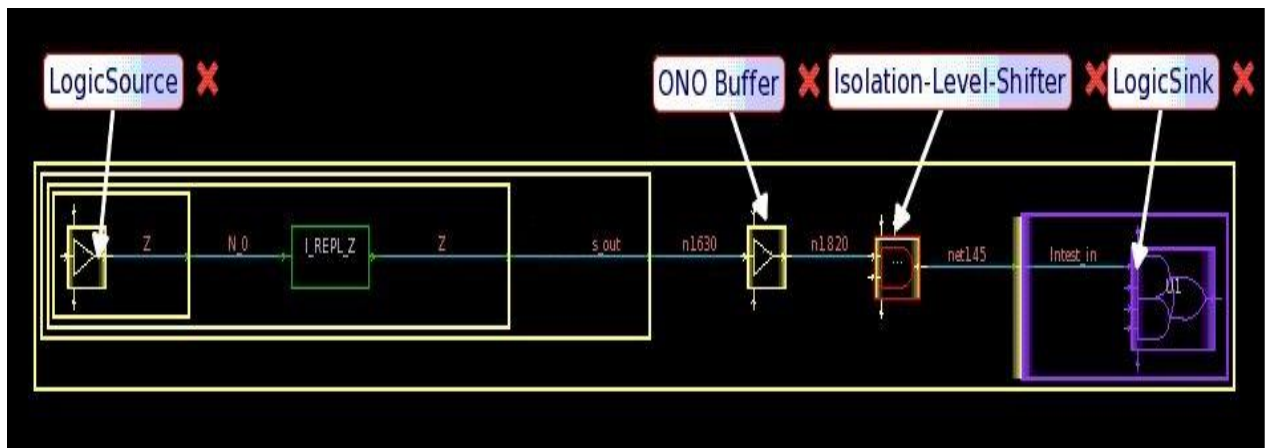 LogicSource
ONO Buffer
Isolation-Level-Shifter
LogicSink
Z
N_0
I_REPL_Z
Z
s_out
n1630
n1820
...
net145
Intest_in
U1